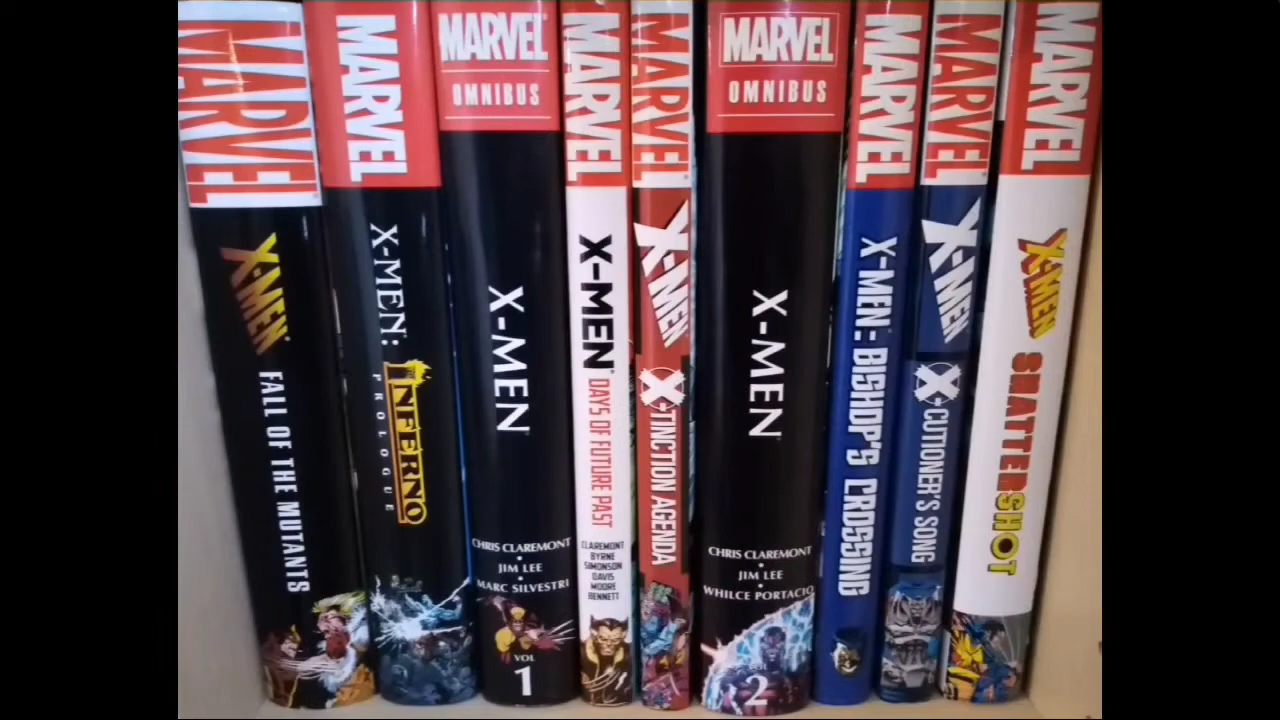 MARVEL
X-MEN
FALL OF THE MUTANTS
MARVEL
X-MEN:
INFERNO
PROLOGUE
MARVEL
OMNIBUS
X-MEN
CHRIS CLAREMONT
JIM LEE
MARC SILVESTRI
VOL
1
MARVEL
X-MEN
DAYS OF FUTURE PAST
CLAREMONT
BYRNE
SIMONSON
DAVIS
MOORE
BENNETT
MARVEL
X-MEN
X-TINCTION AGENDA
MARVEL
OMNIBUS
X-MEN
CHRIS CLAREMONT
JIM LEE
WHILCE PORTACIO
VOL
2
MARVEL
X-MEN: BISHOP'S CROSSING
MARVEL
X-MEN
X-CUTIONER'S SONG
MARVEL
X-MEN
SHATTERSHOT